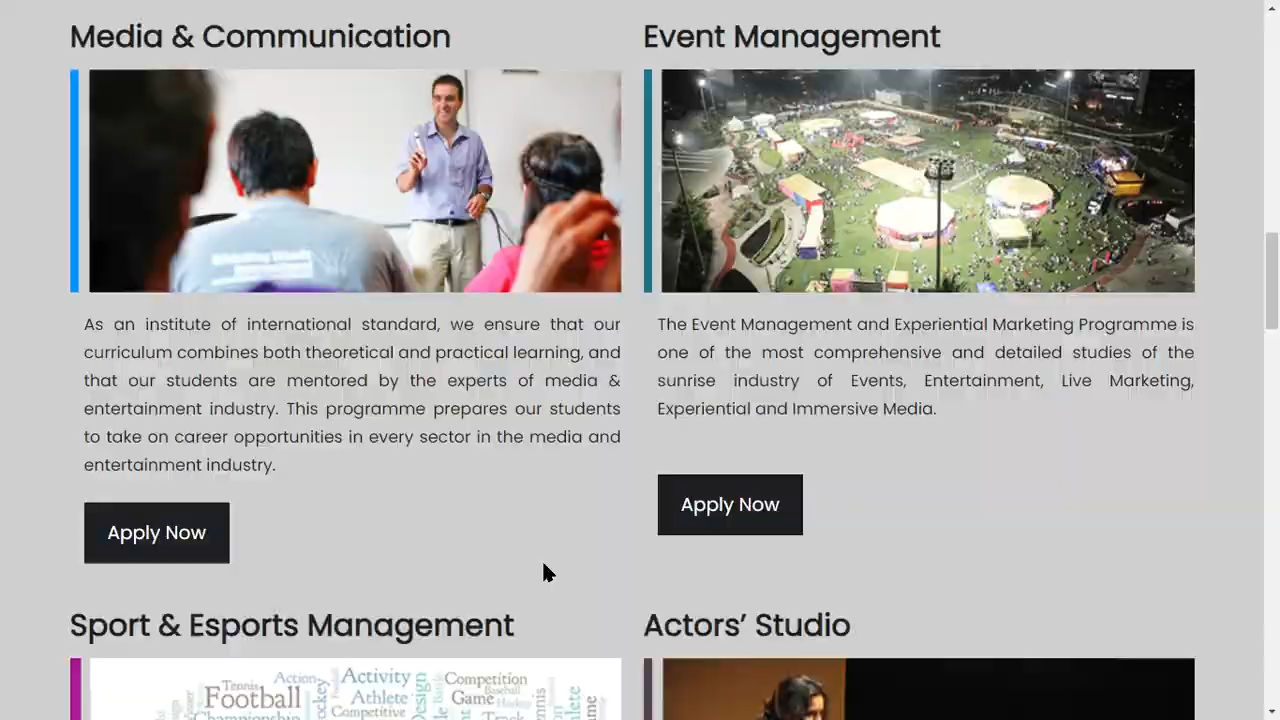 Media & Communication
As an institute of international standard, we ensure that our
curriculum combines both theoretical and practical learning, and
that our students are mentored by the experts of media &
entertainment industry. This programme prepares our students
to take on career opportunities in every sector in the media and
entertainment industry.
Apply Now
Event Management
The Event Management and Experiential Marketing Programme is
one of the most comprehensive and detailed studies of the
sunrise industry of Events, Entertainment, Live Marketing,
Experiential and Immersive Media.
Apply Now
Sport & Esports Management
Action
Activity
Competition
Tennis
Football
Athlete
Game
Baseball
Competitive
Design
Actors’ Studio